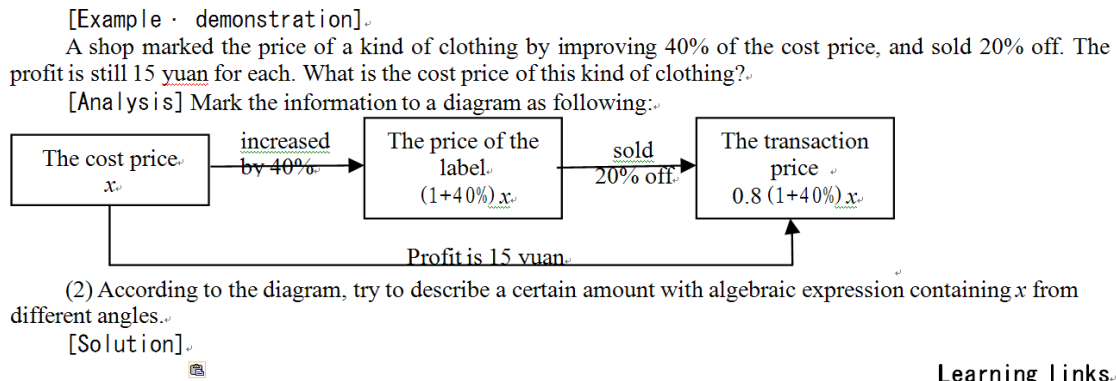 [Example· demonstration]
A shop marked the price of a kind of clothing by improving 40% of the cost price, and sold 20% off. The
profit is still 15 yuan for each. What is the cost price of this kind of clothing?
[Analysis] Mark the information to a diagram as following:
The cost price
x
increased
by 40%
The price of the
label
(1+40%) x
sold
20% off
The transaction
price
0.8 (1+40%) x
Profit is 15 yuan
(2) According to the diagram, try to describe a certain amount with algebraic expression containing x from
different angles.
[Solution]
Learning links